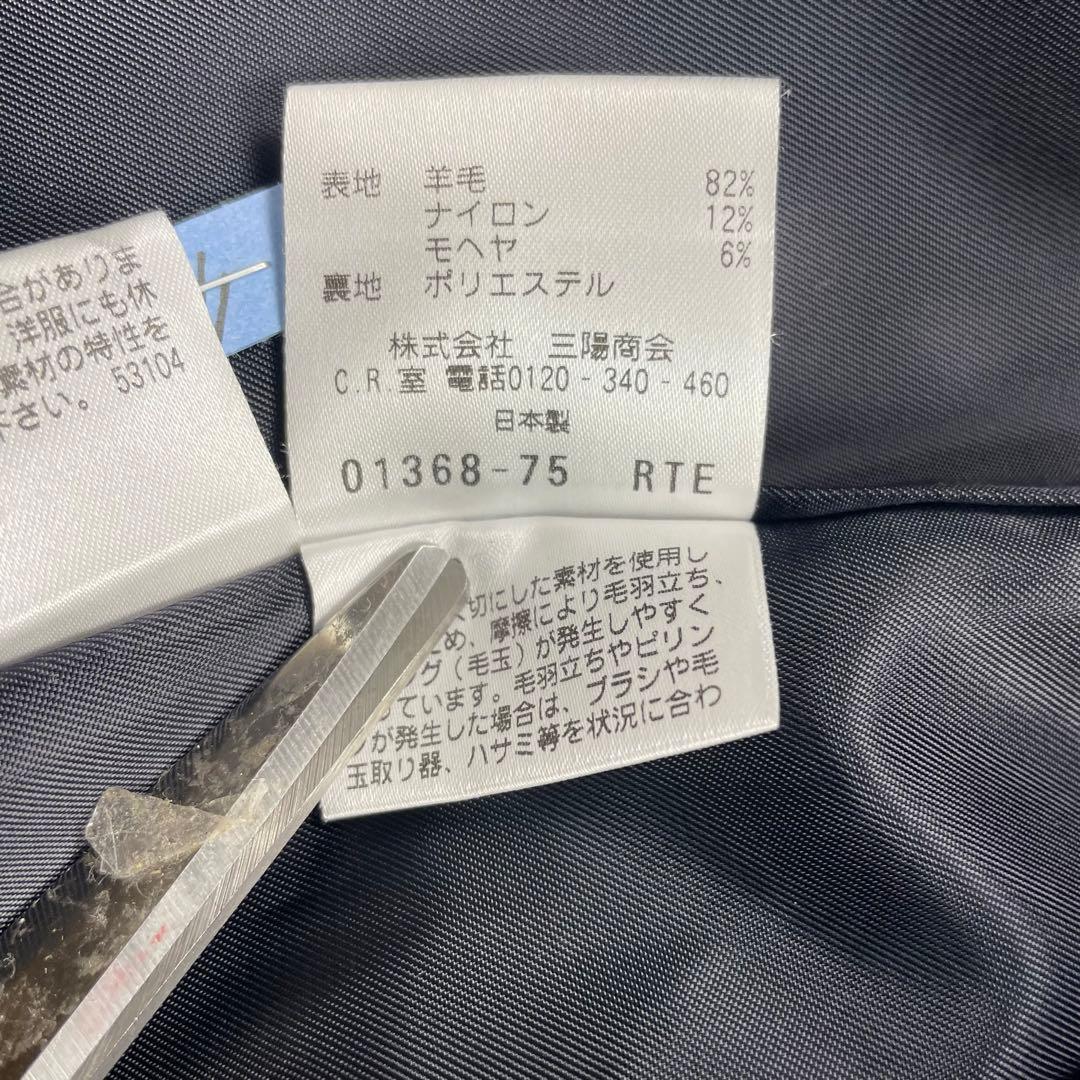 表地 羊毛 82%
ナイロン 12%
モヘヤ 6%
裏地 ポリエステル
株式会社 三陽商会
C.R.室 電話0120-340-460
日本製
01368-75 RTE
合がありま
洋服にも休
素材の特性を
下さい。 53104
切にした素材を使用し
ため、摩擦により毛羽立ち、
グ(毛玉)が発生しやすく
っています。毛羽立ちやピリン
グが発生した場合は、ブラシや毛
玉取り器、ハサミ等を状況に合わ